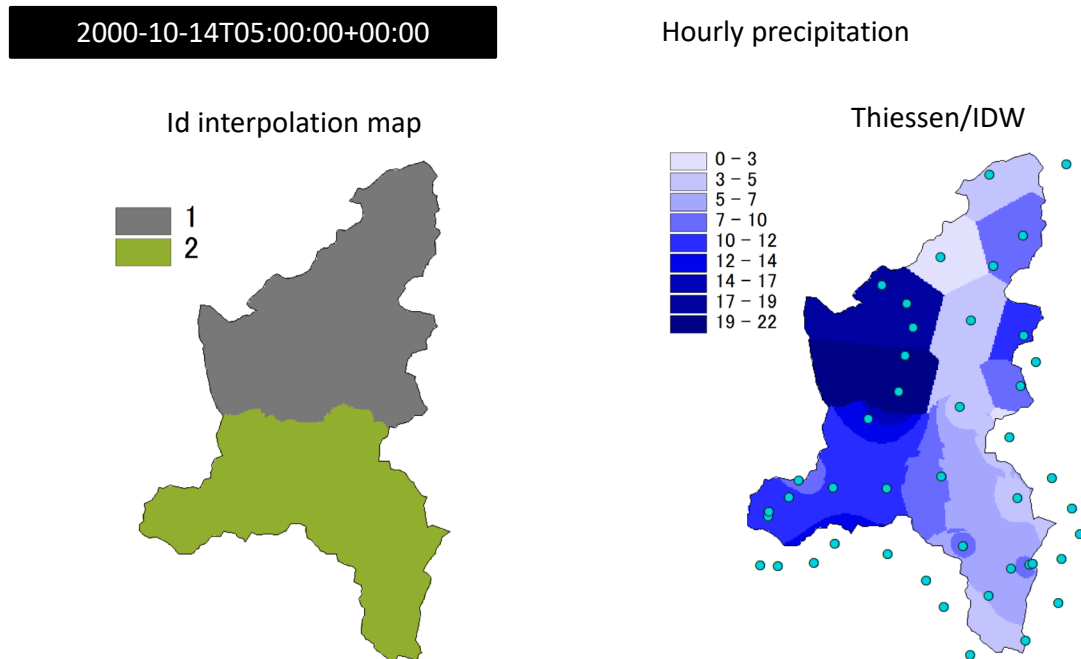 2000-10-14T05:00:00+00:00
Hourly precipitation
Id interpolation map
1
2
Thiessen/IDW
0 − 3
3 − 5
5 − 7
7 − 10
10 − 12
12 − 14
14 − 17
17 − 19
19 − 22